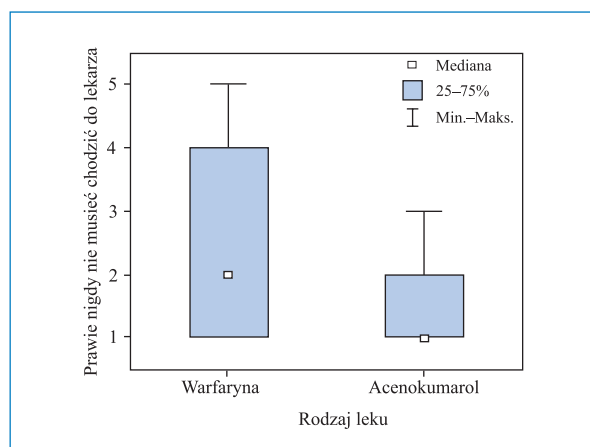 Prawie nigdy nie musieć chodzić do lekarza
5
4
3
2
1
Mediana
25–75%
Min.–Maks.
Warfaryna
Acenokumarol
Rodzaj leku